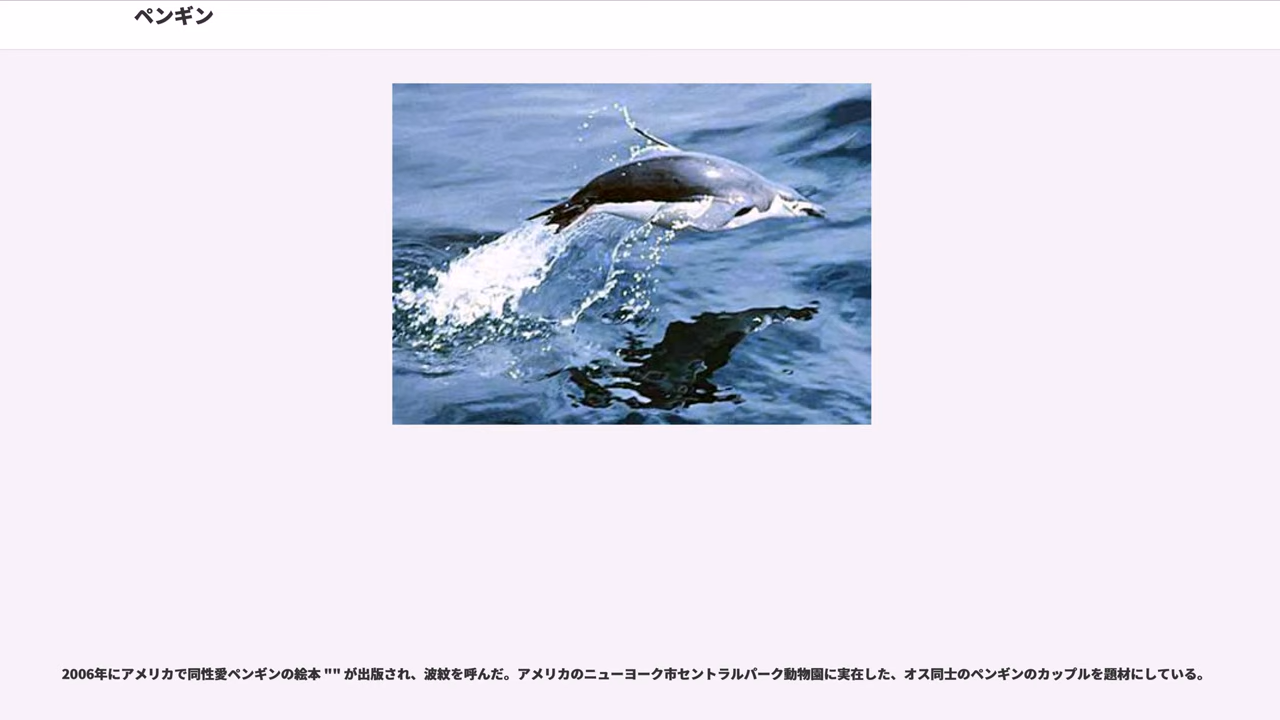 ペンギン
2006年にアメリカで同性愛ペンギンの絵本 "" が出版され、波紋を呼んだ。アメリカのニューヨーク市セントラルパーク動物園に実在した、オス同士のペンギンのカップルを題材にしている。